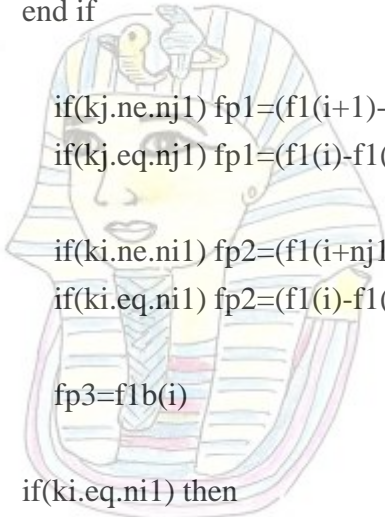 end if
if(kj.ne.nj1) fp1=(f1(i+1)-
if(kj.eq.nj1) fp1=(f1(i)-f1(
if(ki.ne.ni1) fp2=(f1(i+nj1
if(ki.eq.ni1) fp2=(f1(i)-f1(
fp3=f1b(i)
if(ki.eq.ni1) then